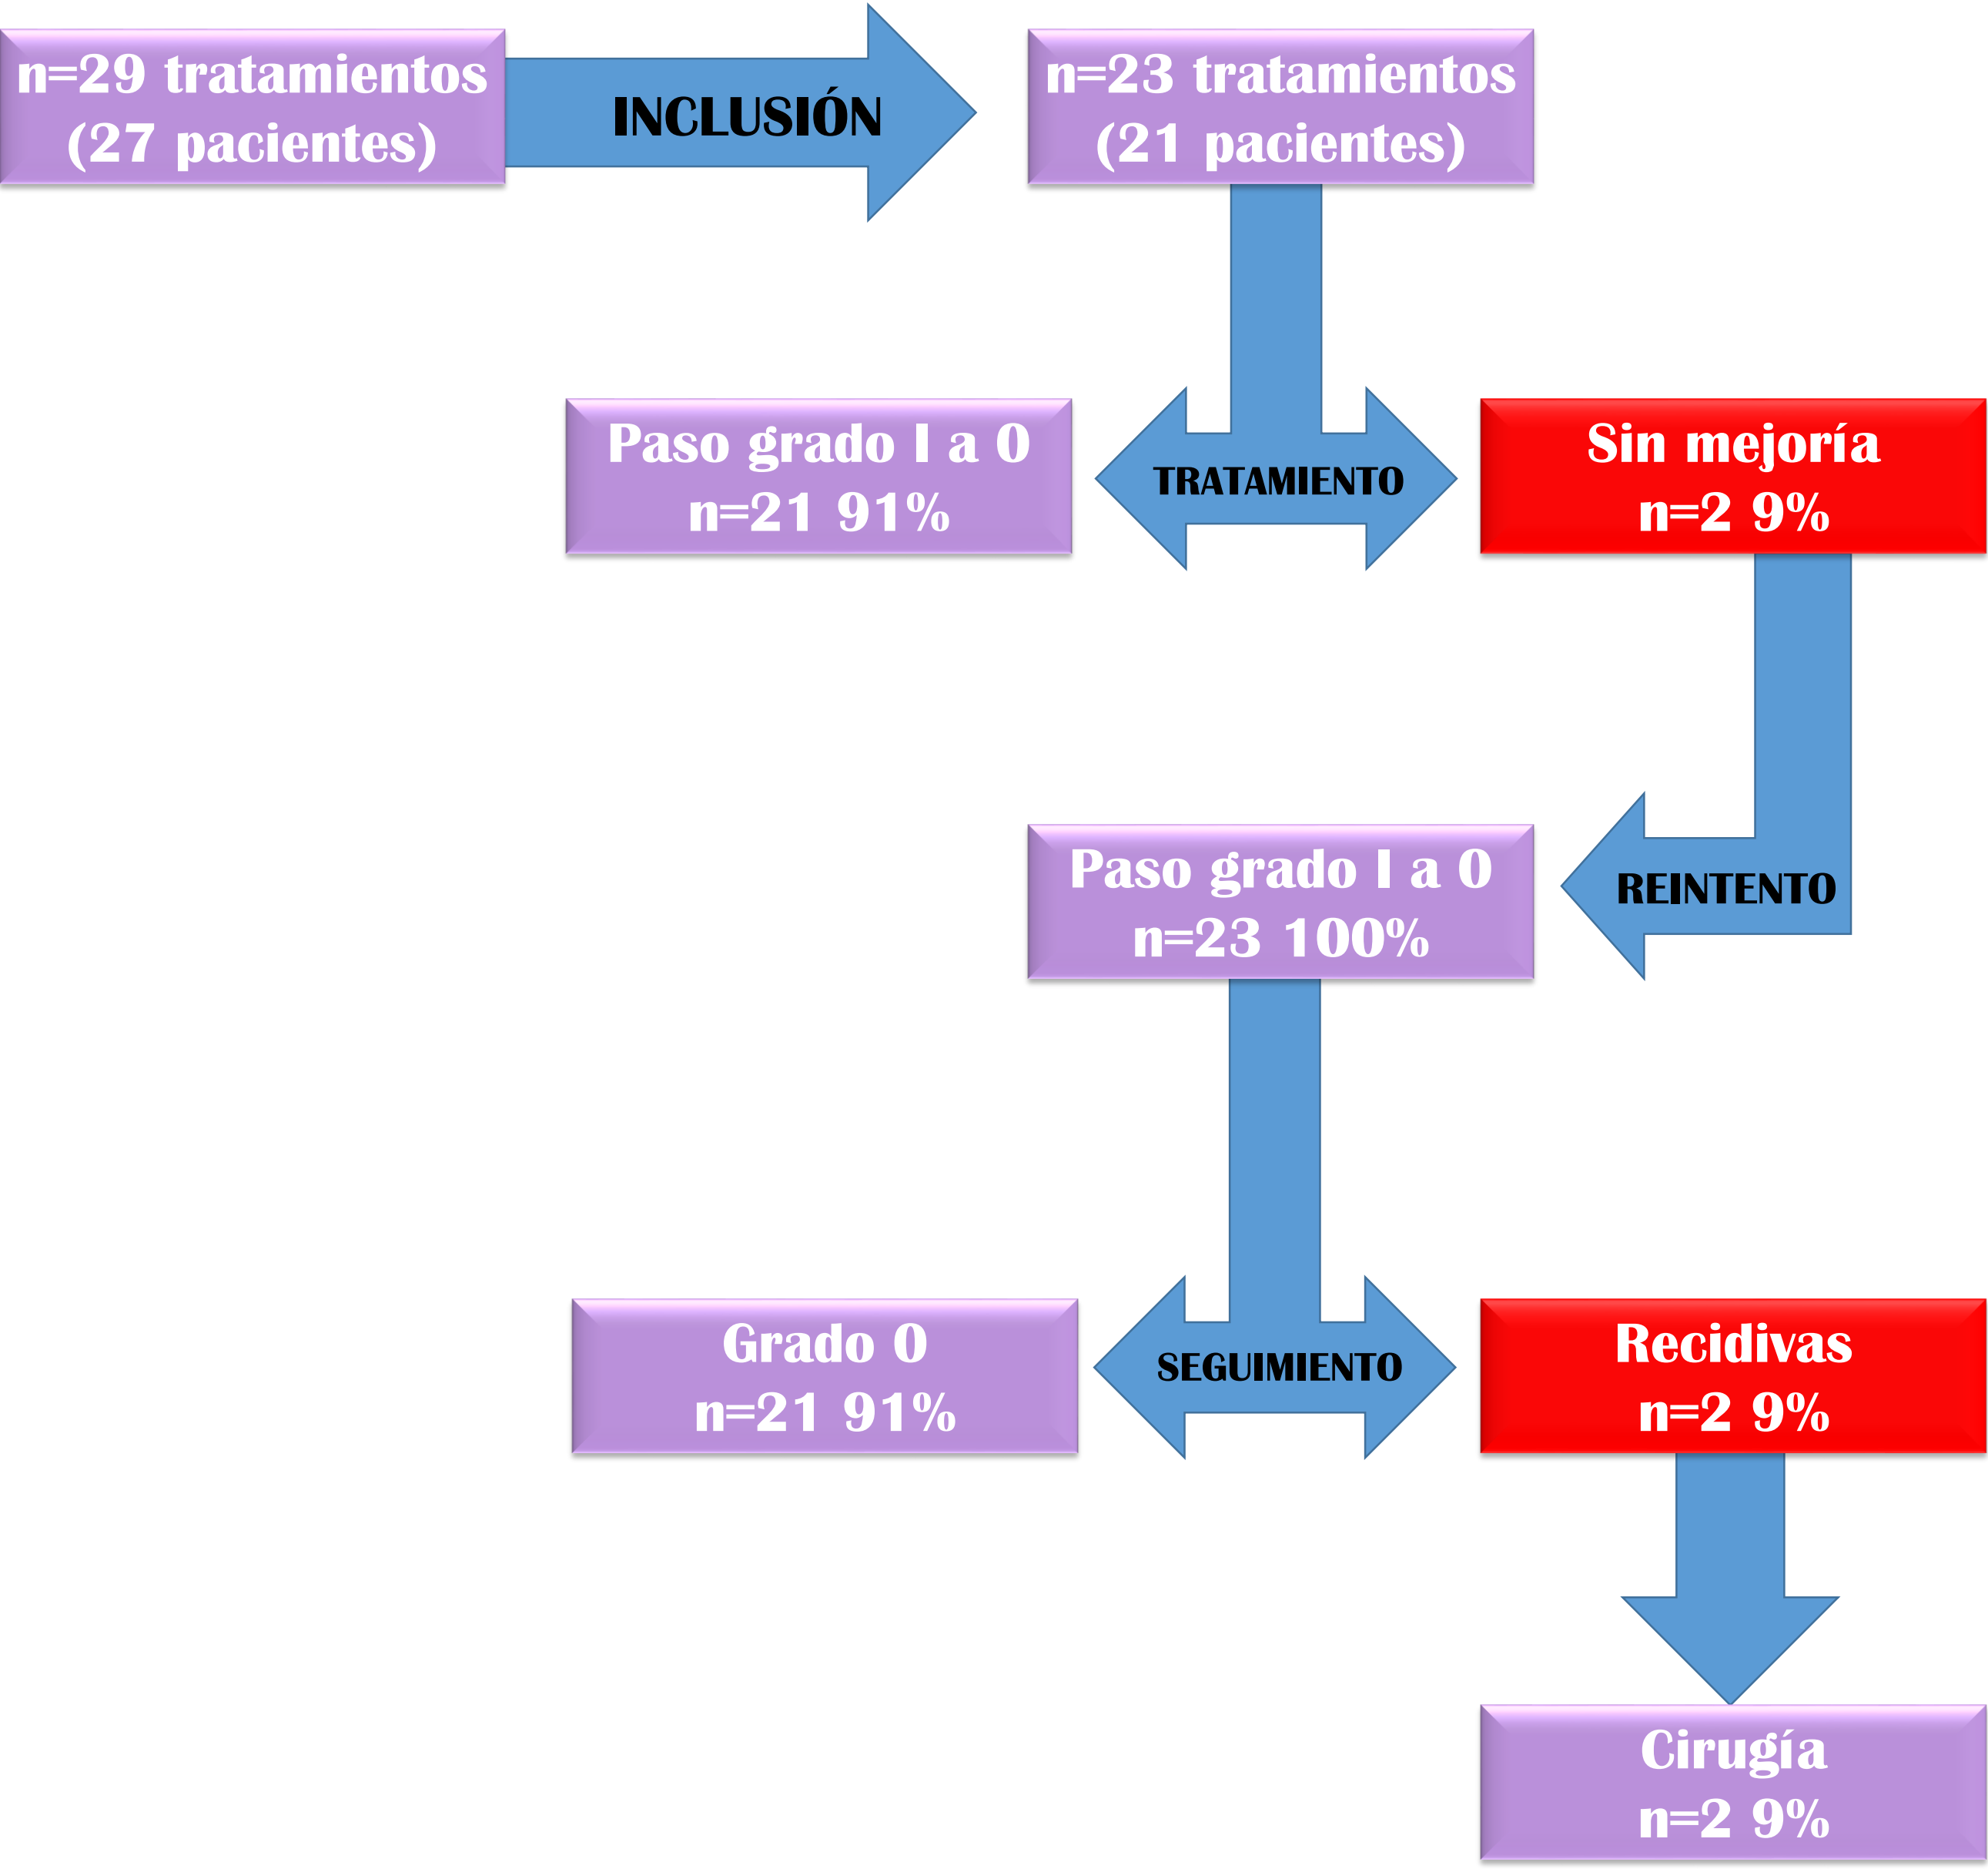 n=29 tratamientos
(27 pacientes)
INCLUSIÓN
n=23 tratamientos
(21 pacientes)
Paso grado I a 0
n=21 91%
TRATAMIENTO
Sin mejoría
n=2 9%
REINTENTO
Paso grado I a 0
n=23 100%
Grado 0
n=21 91%
SEGUIMIENTO
Recidivas
n=2 9%
Cirugía
n=2 9%